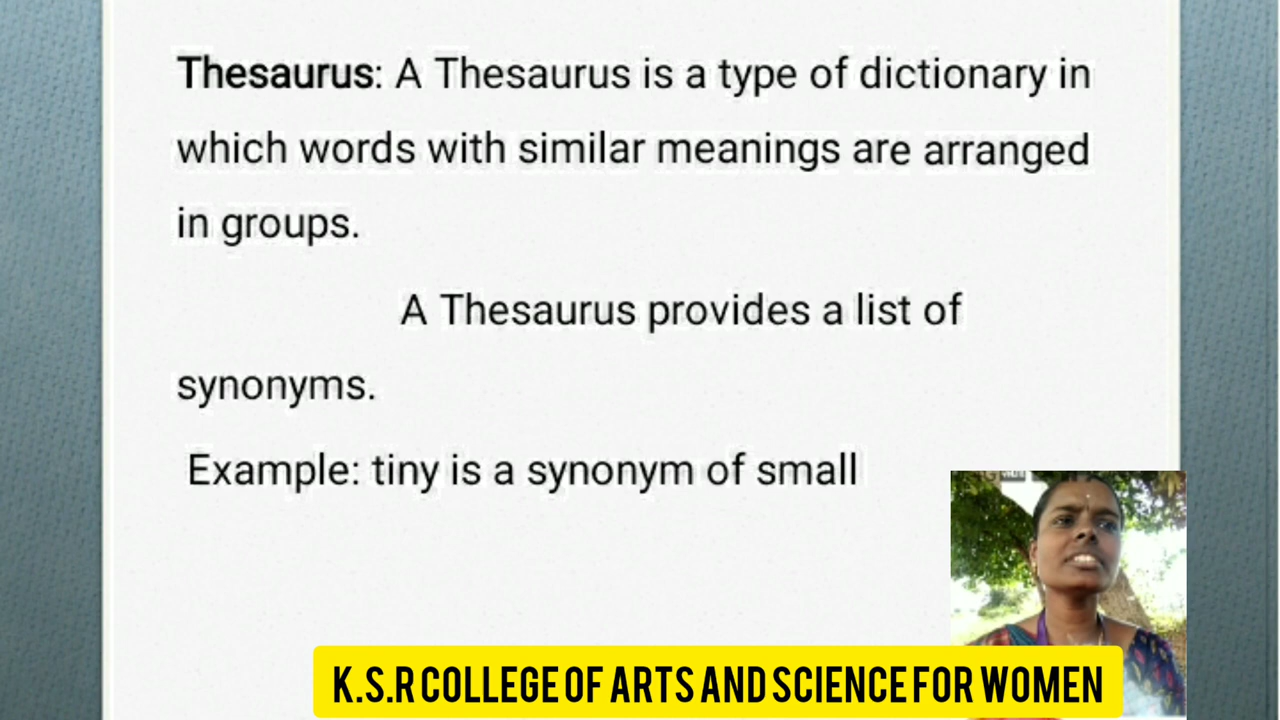 Thesaurus: A Thesaurus is a type of dictionary in
which words with similar meanings are arranged
in groups.
A Thesaurus provides a list of
synonyms.
Example: tiny is a synonym of small
K.S.R COLLEGE OF ARTS AND SCIENCE FOR WOMEN